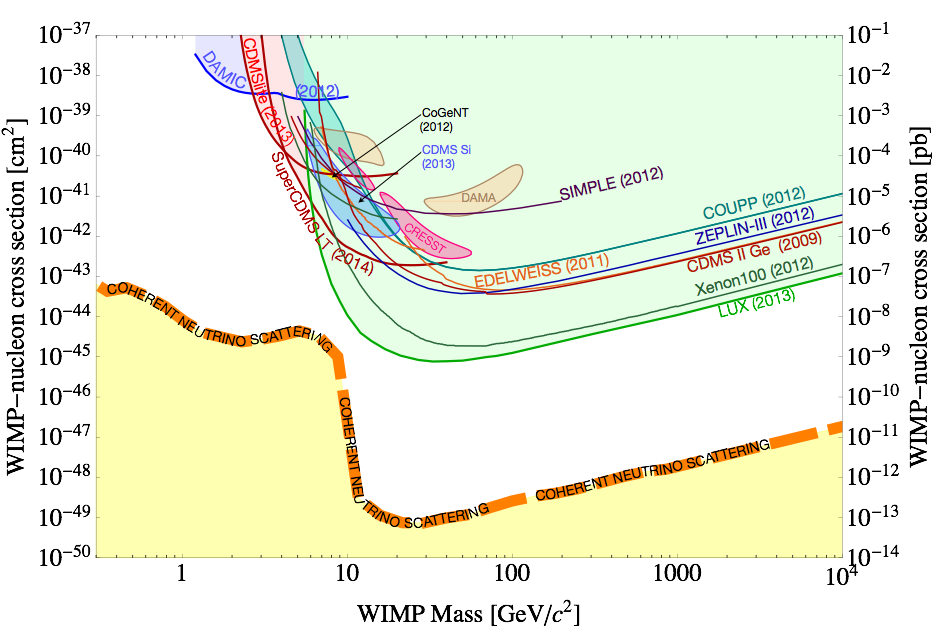 10−37
10−38
10−39
10−40
10−41
10−42
10−43
10−44
10−45
10−46
10−47
10−48
10−49
10−50
WIMP−nucleon cross section [cm2]
10−1
10−2
10−3
10−4
10−5
10−6
10−7
10−8
10−9
10−10
10−11
10−12
10−13
10−14
WIMP−nucleon cross section [pb]
1
10
100
1000
104
WIMP Mass [GeV/c2]
DAMIC (2012)
CDMSlite (2013)
SuperCDMS LT (2014)
CoGeNT
(2012)
CDMS Si
(2013)
DAMA
CRESST
SIMPLE (2012)
COUPP (2012)
ZEPLIN-III (2012)
EDELWEISS (2011)
CDMS II Ge (2009)
Xenon100 (2012)
LUX (2013)
COHERENT NEUTRINO SCATTERING
COHERENT NEUTRINO SCATTERING
COHERENT NEUTRINO SCATTERING